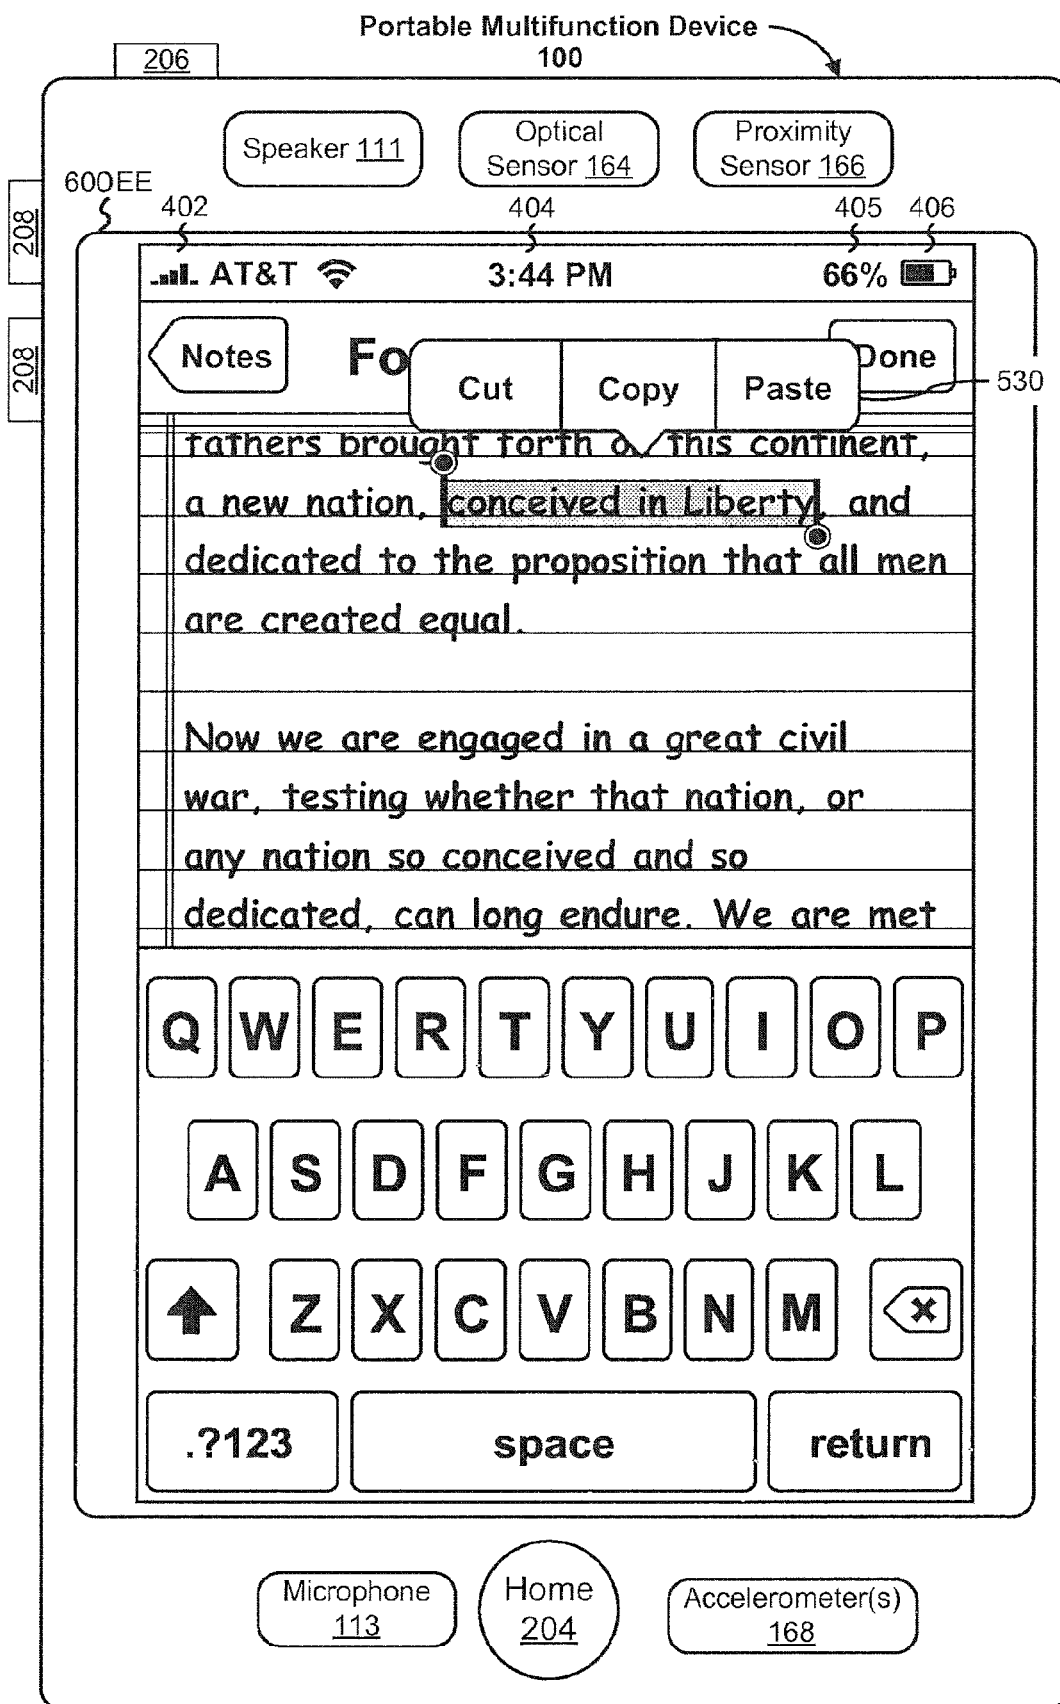 Portable Multifunction Device
100
206
Speaker 111
Optical
Sensor 164
Proximity
Sensor 166
600EE
402
404
405
406
208
208
AT&T
3:44 PM
66%
Notes
Fo
Done
Cut
Copy
Paste
530
fathers brought forth on this continent,
a new nation, conceived in Liberty, and
dedicated to the proposition that all men
are created equal.
Now we are engaged in a great civil
war, testing whether that nation, or
any nation so conceived and so
dedicated, can long endure. We are met
Q W E R T Y U I O P
A S D F G H J K L
Z X C V B N M
.?123
space
return
Microphone
113
Home
204
Accelerometer(s)
168